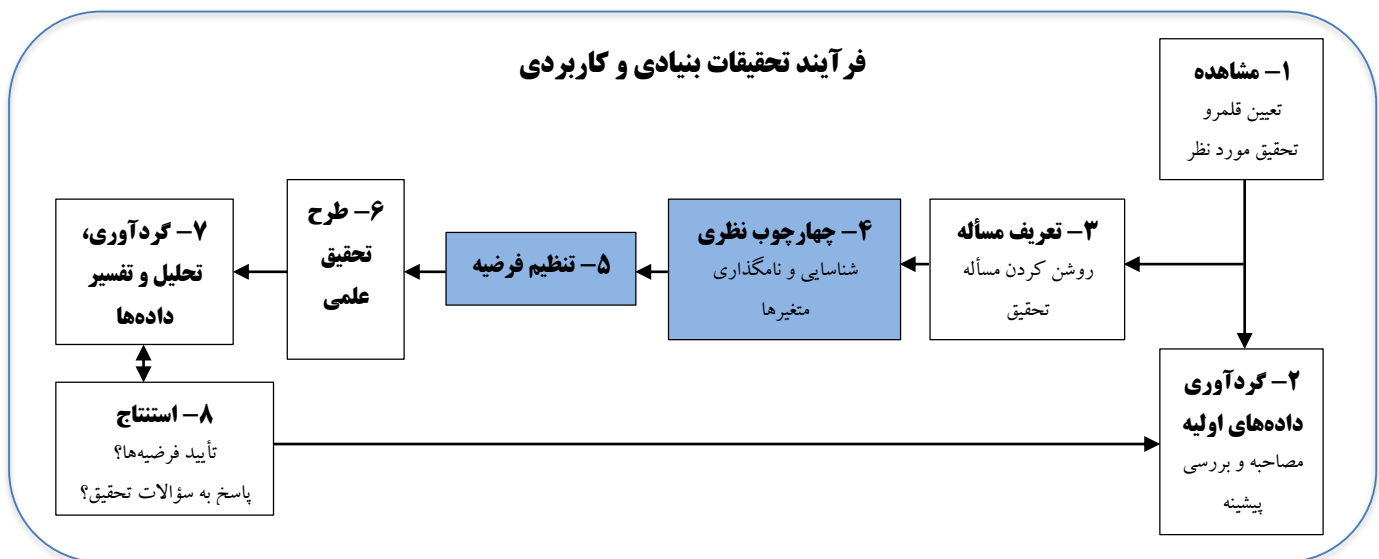 فرآیند تحقیقات بنیادی و کاربردی
۱– مشاهده
تعیین قلمرو
تحقیق مورد نظر
۲– گردآوری
داده‌های اولیه
مصاحبه و بررسی
پیشینه
۳– تعریف مسأله
روشن کردن مسأله
تحقیق
۴– چهارچوب نظری
شناسایی و نامگذاری
متغیرها
۵– تنظیم فرضیه
۶– طرح
تحقیق
علمی
۷– گردآوری،
تحلیل و تفسیر
داده‌ها
۸– استنتاج
تأیید فرضیه‌ها؟
پاسخ به سؤالات تحقیق؟